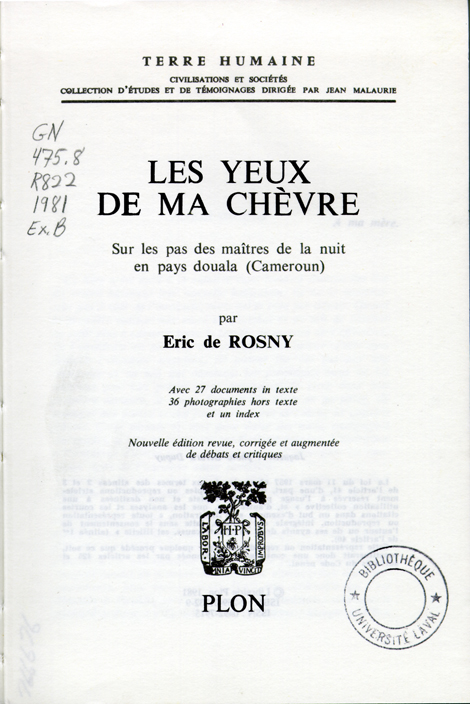 TERRE HUMAINE
CIVILISATIONS ET SOCIÉTÉS
COLLECTION D'ÉTUDES ET DE TÉMOIGNAGES DIRIGÉE PAR JEAN MALAURIE
GN
475.8
R822
1981
Ex. B
LES YEUX
DE MA CHÈVRE
Sur les pas des maîtres de la nuit
en pays douala (Cameroun)
par
Eric de ROSNY
Avec 27 documents in texte
36 photographies hors texte
et un index
Nouvelle édition revue, corrigée et augmentée
de débats et critiques
H-P
LABOR OMNIA VINCIT IMPROBUS
PLON
BIBLIOTHÈQUE
UNIVERSITÉ LAVAL